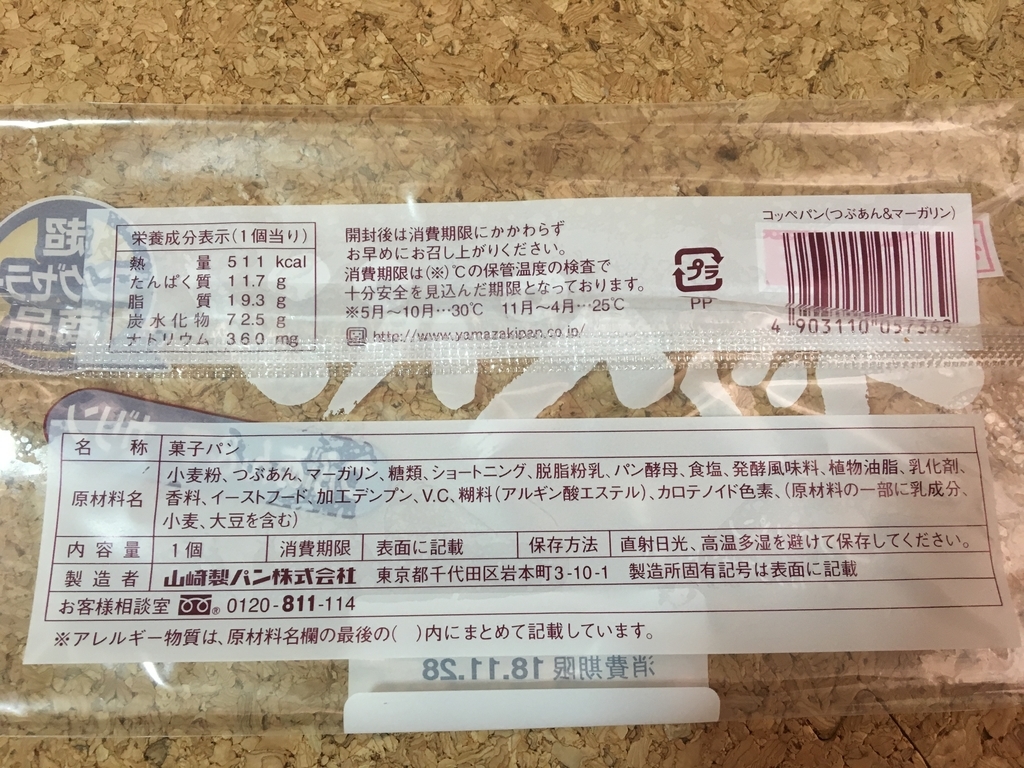 コッペパン(つぶあん&マーガリン)
栄養成分表示(1個当り)
熱量 511 kcal
たんぱく質 11.7 g
脂質 19.3 g
炭水化物 72.5 g
ナトリウム 360 mg
開封後は消費期限にかかわらず
お早めにお召し上がりください。
消費期限は(※)℃の保管温度の検査で
十分安全を見込んだ期限となっております。
※5月〜10月…30℃ 11月〜4月…25℃
http://www.yamazakipan.co.jp/
プラ
PP
4 903110 057369
超
商品
名称 菓子パン
原材料名 小麦粉、つぶあん、マーガリン、糖類、ショートニング、脱脂粉乳、パン酵母、食塩、発酵風味料、植物油脂、乳化剤、
香料、イーストフード、加工デンプン、V.C、糊料(アルギン酸エステル)、カロテノイド色素、(原材料の一部に乳成分、
小麦、大豆を含む)
内容量 1個 消費期限 表面に記載 保存方法 直射日光、高温多湿を避けて保存してください。
製造者 山崎製パン株式会社 東京都千代田区岩本町3-10-1 製造所固有記号は表面に記載
お客様相談室 0120-811-114
※アレルギー物質は、原材料名欄の最後の( )内にまとめて記載しています。
消費期限 18.11.28